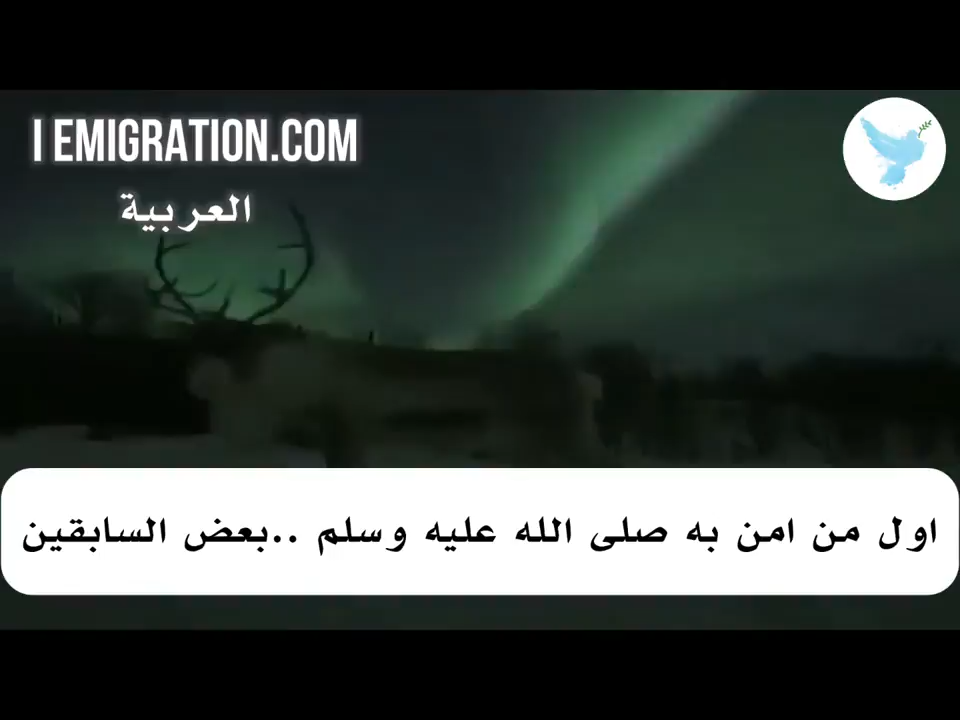 I EMIGRATION.COM
العربية
اول من امن به صلى الله عليه وسلم ..بعض السابقين